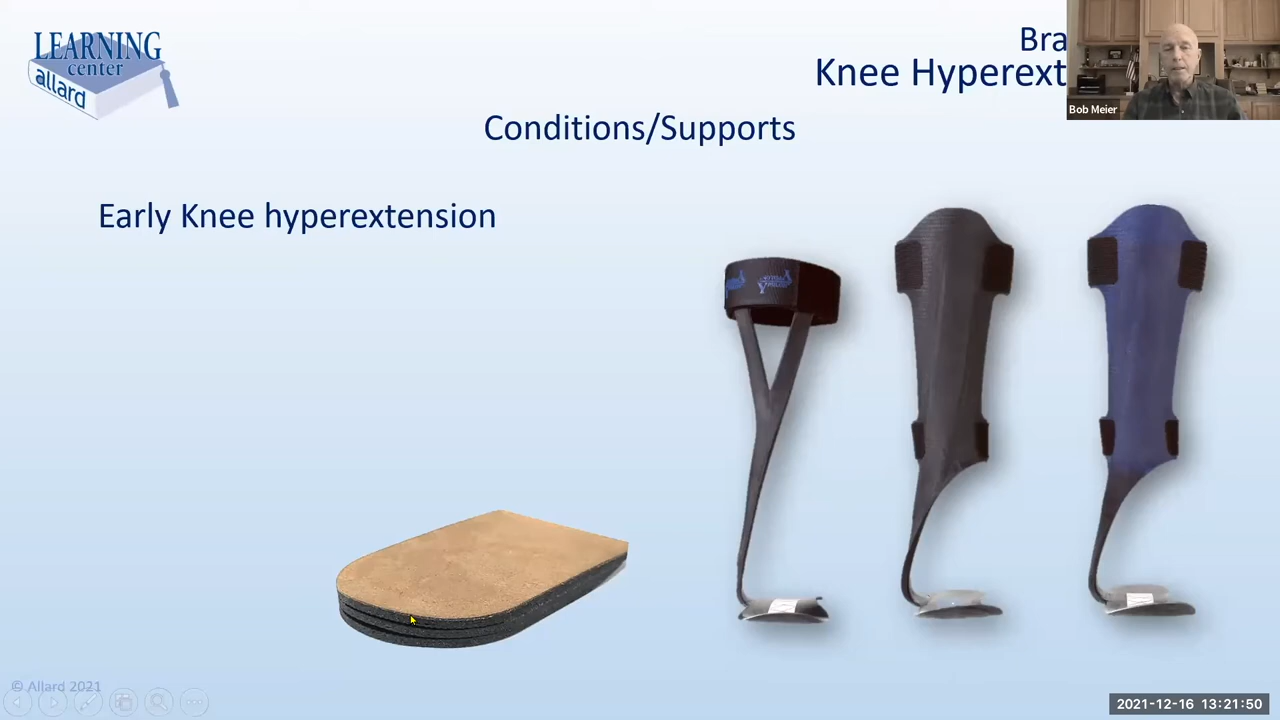 LEARNING
center
allard
Bra
Knee Hyperext
Bob Meier
Conditions/Supports
Early Knee hyperextension
© Allard 2021
2021-12-16 13:21:50